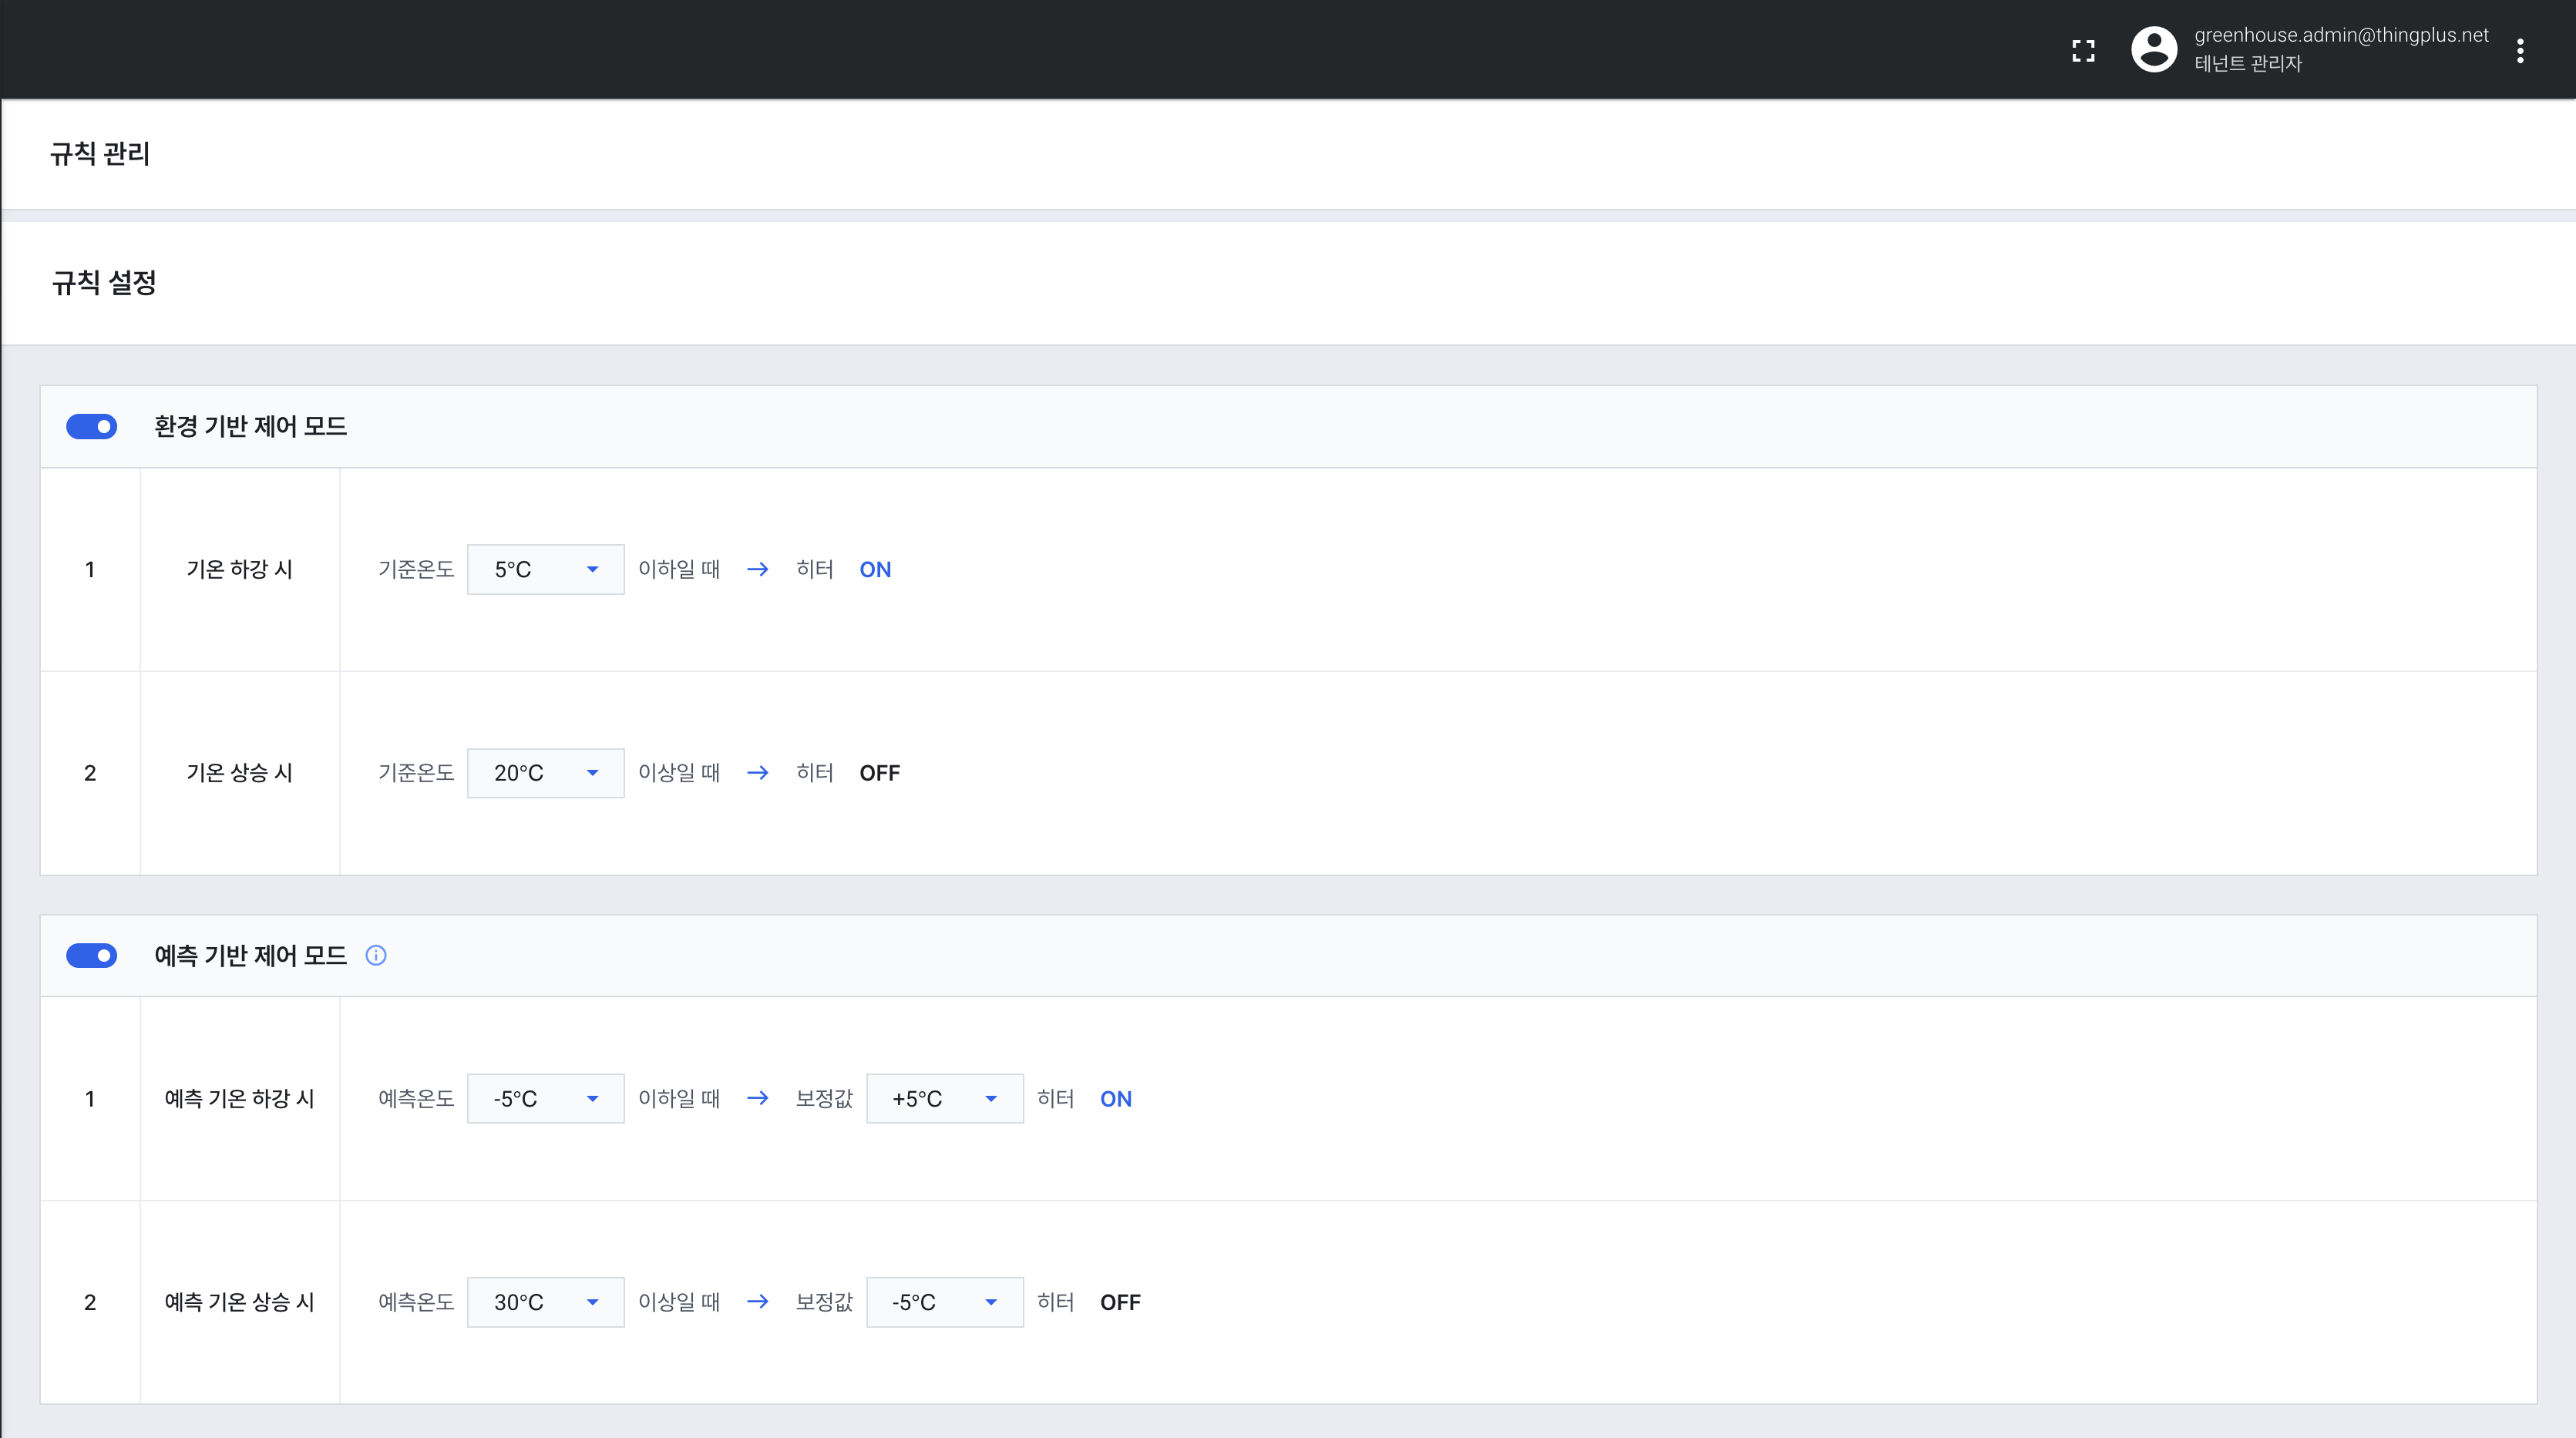 greenhouse.admin@thingplus.net
테넌트 관리자
규칙 관리
규칙 설정
환경 기반 제어 모드
1 기온 하강 시 기준온도 5°C 이하일 때 → 히터 ON
2 기온 상승 시 기준온도 20°C 이상일 때 → 히터 OFF
예측 기반 제어 모드
1 예측 기온 하강 시 예측온도 -5°C 이하일 때 → 보정값 +5°C 히터 ON
2 예측 기온 상승 시 예측온도 30°C 이상일 때 → 보정값 -5°C 히터 OFF